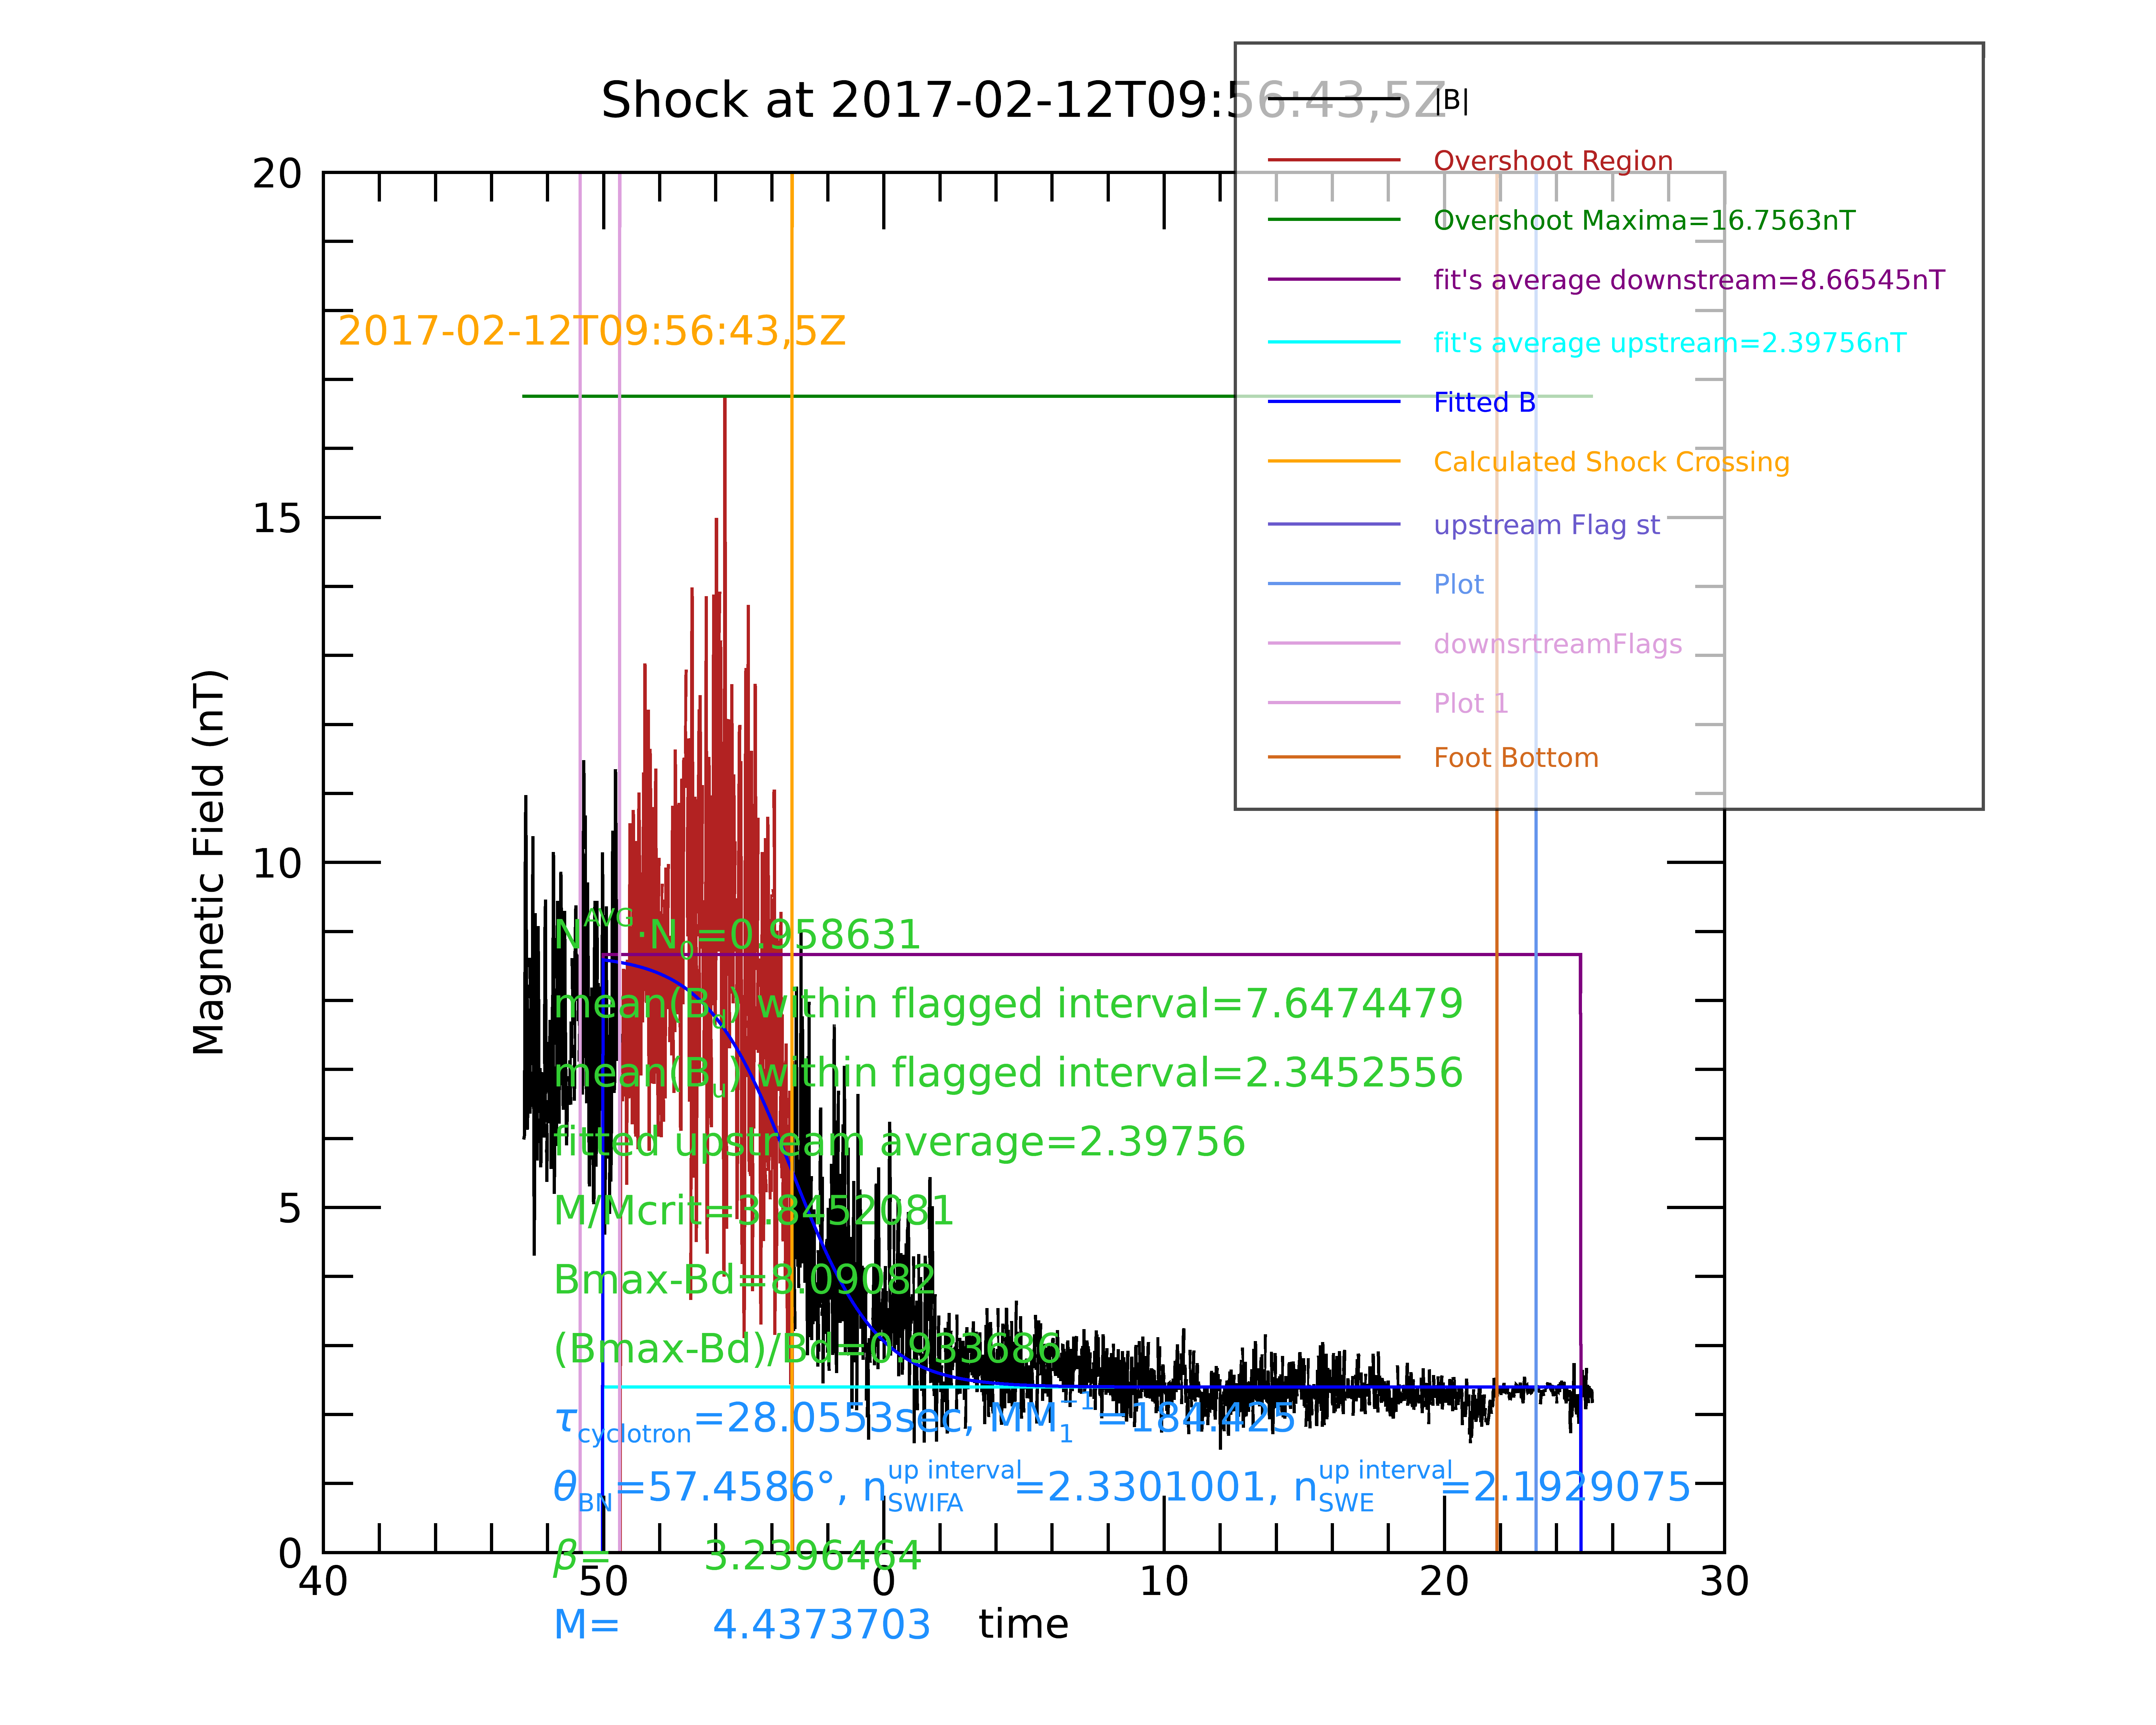 Shock at 2017-02-12T09:56:43,5Z
|B|
Overshoot Region
Overshoot Maxima=16.7563nT
fit's average downstream=8.66545nT
fit's average upstream=2.39756nT
Fitted B
Calculated Shock Crossing
upstream Flag st
Plot
downsrtreamFlags
Plot 1
Foot Bottom
2017-02-12T09:56:43,5Z
20
15
10
5
0
Magnetic Field (nT)
N^AVG·N_0=0.958631
mean(B_d) within flagged interval=7.6474479
mean(B_u) within flagged interval=2.3452556
fitted upstream average=2.39756
M/Mcrit=3.8452081
Bmax-Bd=8.09082
(Bmax-Bd)/Bd=0.933686
τ_cyclotron=28.0553sec, MM_1^−1=184.425
θ_BN=57.4586°, n_SWIFA^up interval=2.3301001, n_SWE^up interval=2.1929075
β= 3.2396464
40 50 0 10 20 30
M= 4.4373703
time